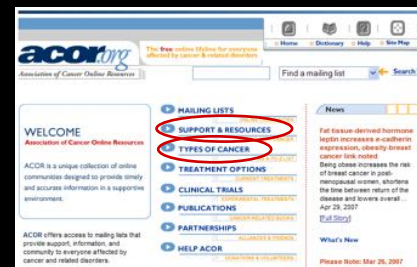 Home Dictionary Help Site Map
acor.org
The free online lifeline for everyone
affected by cancer & related disorders
Association of Cancer Online Resources
Find a mailing list Search
MAILING LISTS
SUPPORT & RESOURCES
TYPES OF CANCER
TREATMENT OPTIONS
CURRENT TREATMENTS
CLINICAL TRIALS
EXPERIMENTAL TREATMENTS
PUBLICATIONS
CANCER-RELATED BOOKS
PARTNERSHIPS
ALLIANCES & FRIENDS
HELP ACOR
DONATIONS & VOLUNTEERS
WELCOME
Association of Cancer Online Resources
ACOR is a unique collection of online
communities designed to provide timely
and accurate information in a supportive
environment.
ACOR offers access to mailing lists that
provide support, information, and
community to everyone affected by
cancer and related disorders.
News
Fat tissue-derived hormone
leptin increases e-cadherin
expression, obesity breast
cancer link noted
Being obese increases the risk
of breast cancer in post-
menopausal women, shortens
the time between return of the
disease and lowers overall ...
Apr 29, 2007
[Full Story]
What's New
Please Note: Mar 26, 2007